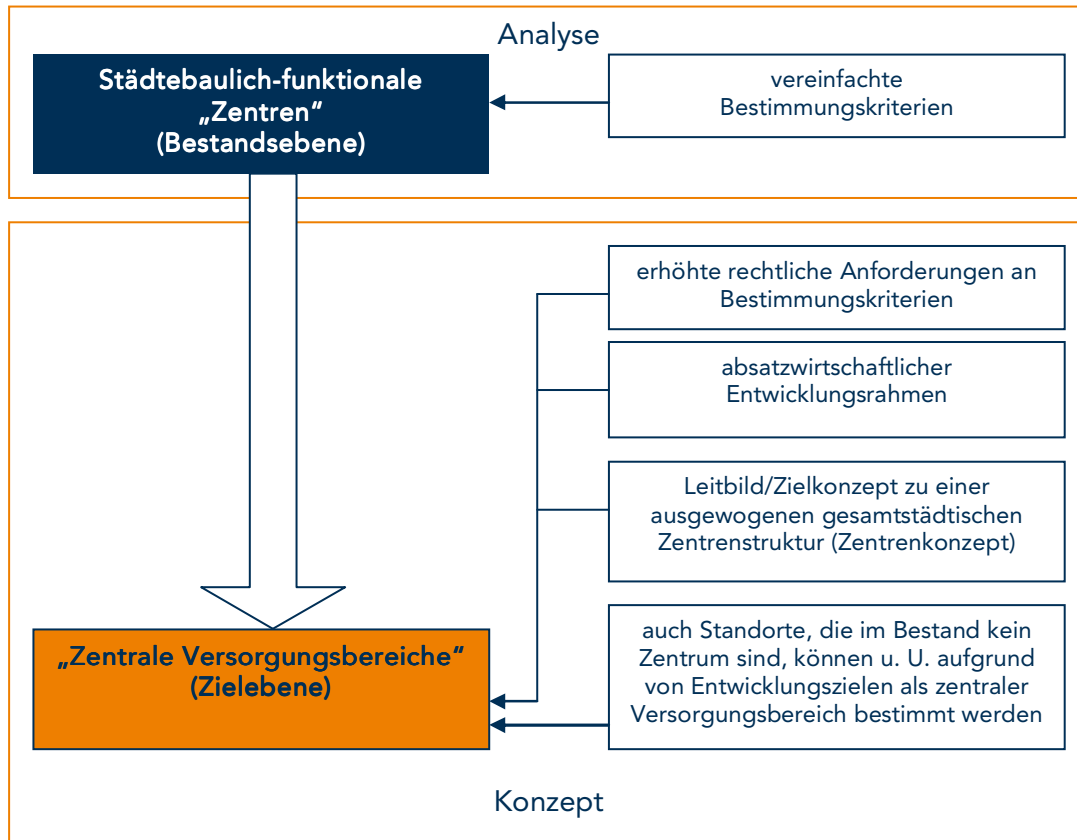 Analyse
Städtebaulich-funktionale
„Zentren“
(Bestandsebene)
vereinfachte
Bestimmungskriterien
erhöhte rechtliche Anforderungen an
Bestimmungskriterien
absatzwirtschaftlicher
Entwicklungsrahmen
Leitbild/Zielkonzept zu einer
ausgewogenen gesamtstädtischen
Zentrenstruktur (Zentrenkonzept)
auch Standorte, die im Bestand kein
Zentrum sind, können u. U. aufgrund
von Entwicklungszielen als zentraler
Versorgungsbereich bestimmt werden
„Zentrale Versorgungsbereiche“
(Zielebene)
Konzept